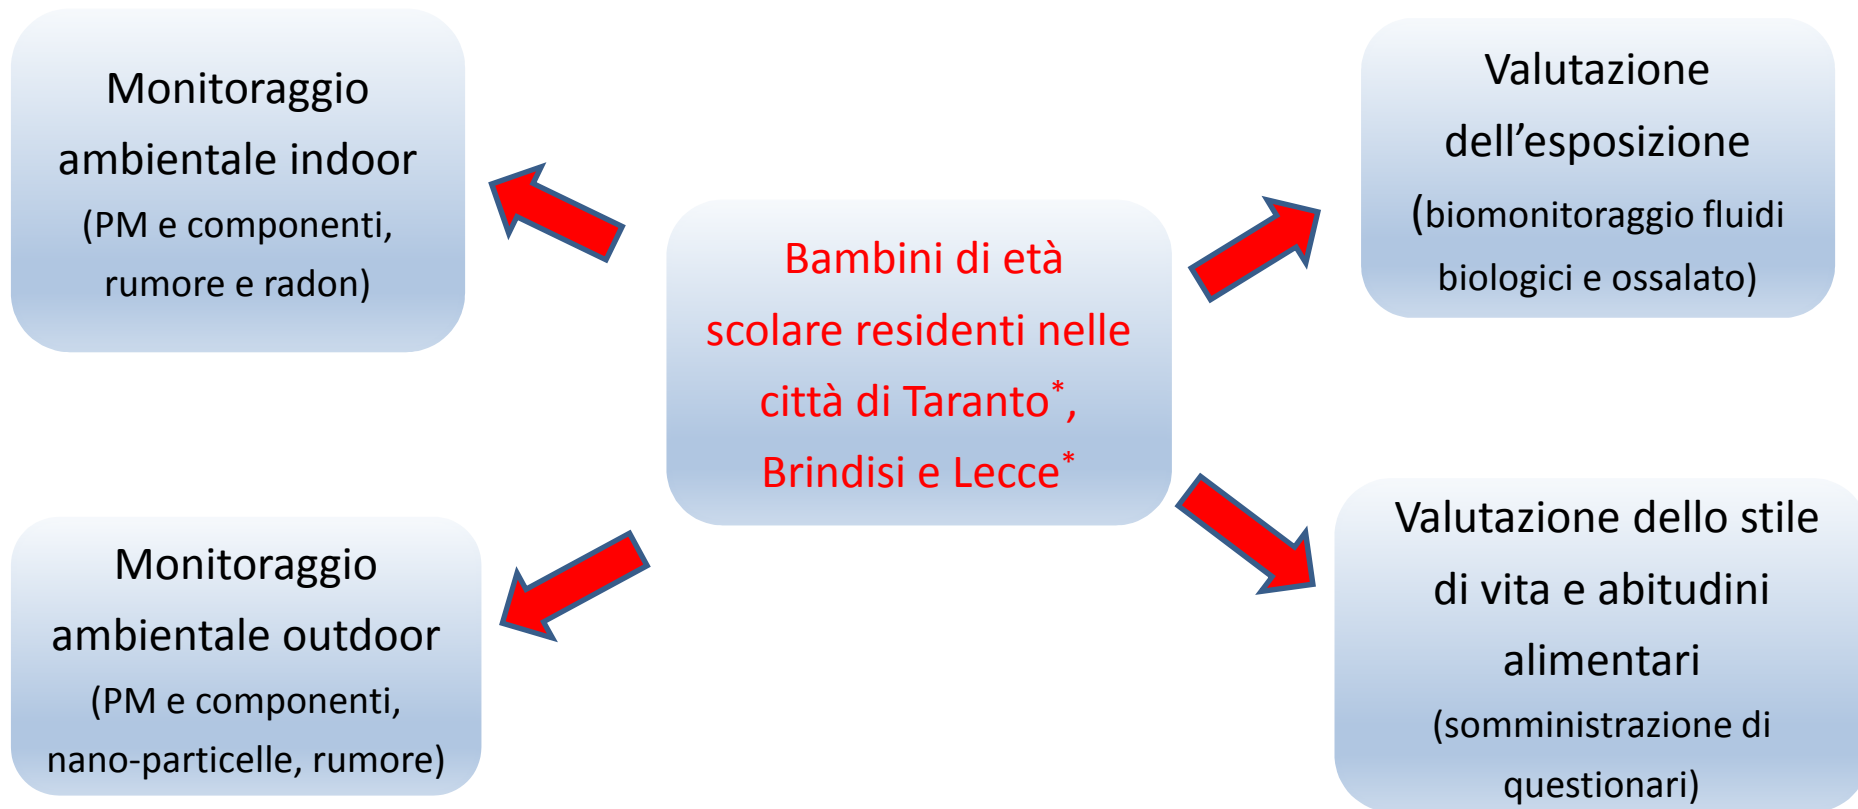 Monitoraggio
ambientale indoor
(PM e componenti,
rumore e radon)
Bambini di età
scolare residenti nelle
città di Taranto*,
Brindisi e Lecce*
Valutazione
dell’esposizione
(biomonitoraggio fluidi
biologici e ossalato)
Monitoraggio
ambientale outdoor
(PM e componenti,
nano-particelle, rumore)
Valutazione dello stile
di vita e abitudini
alimentari
(somministrazione di
questionari)